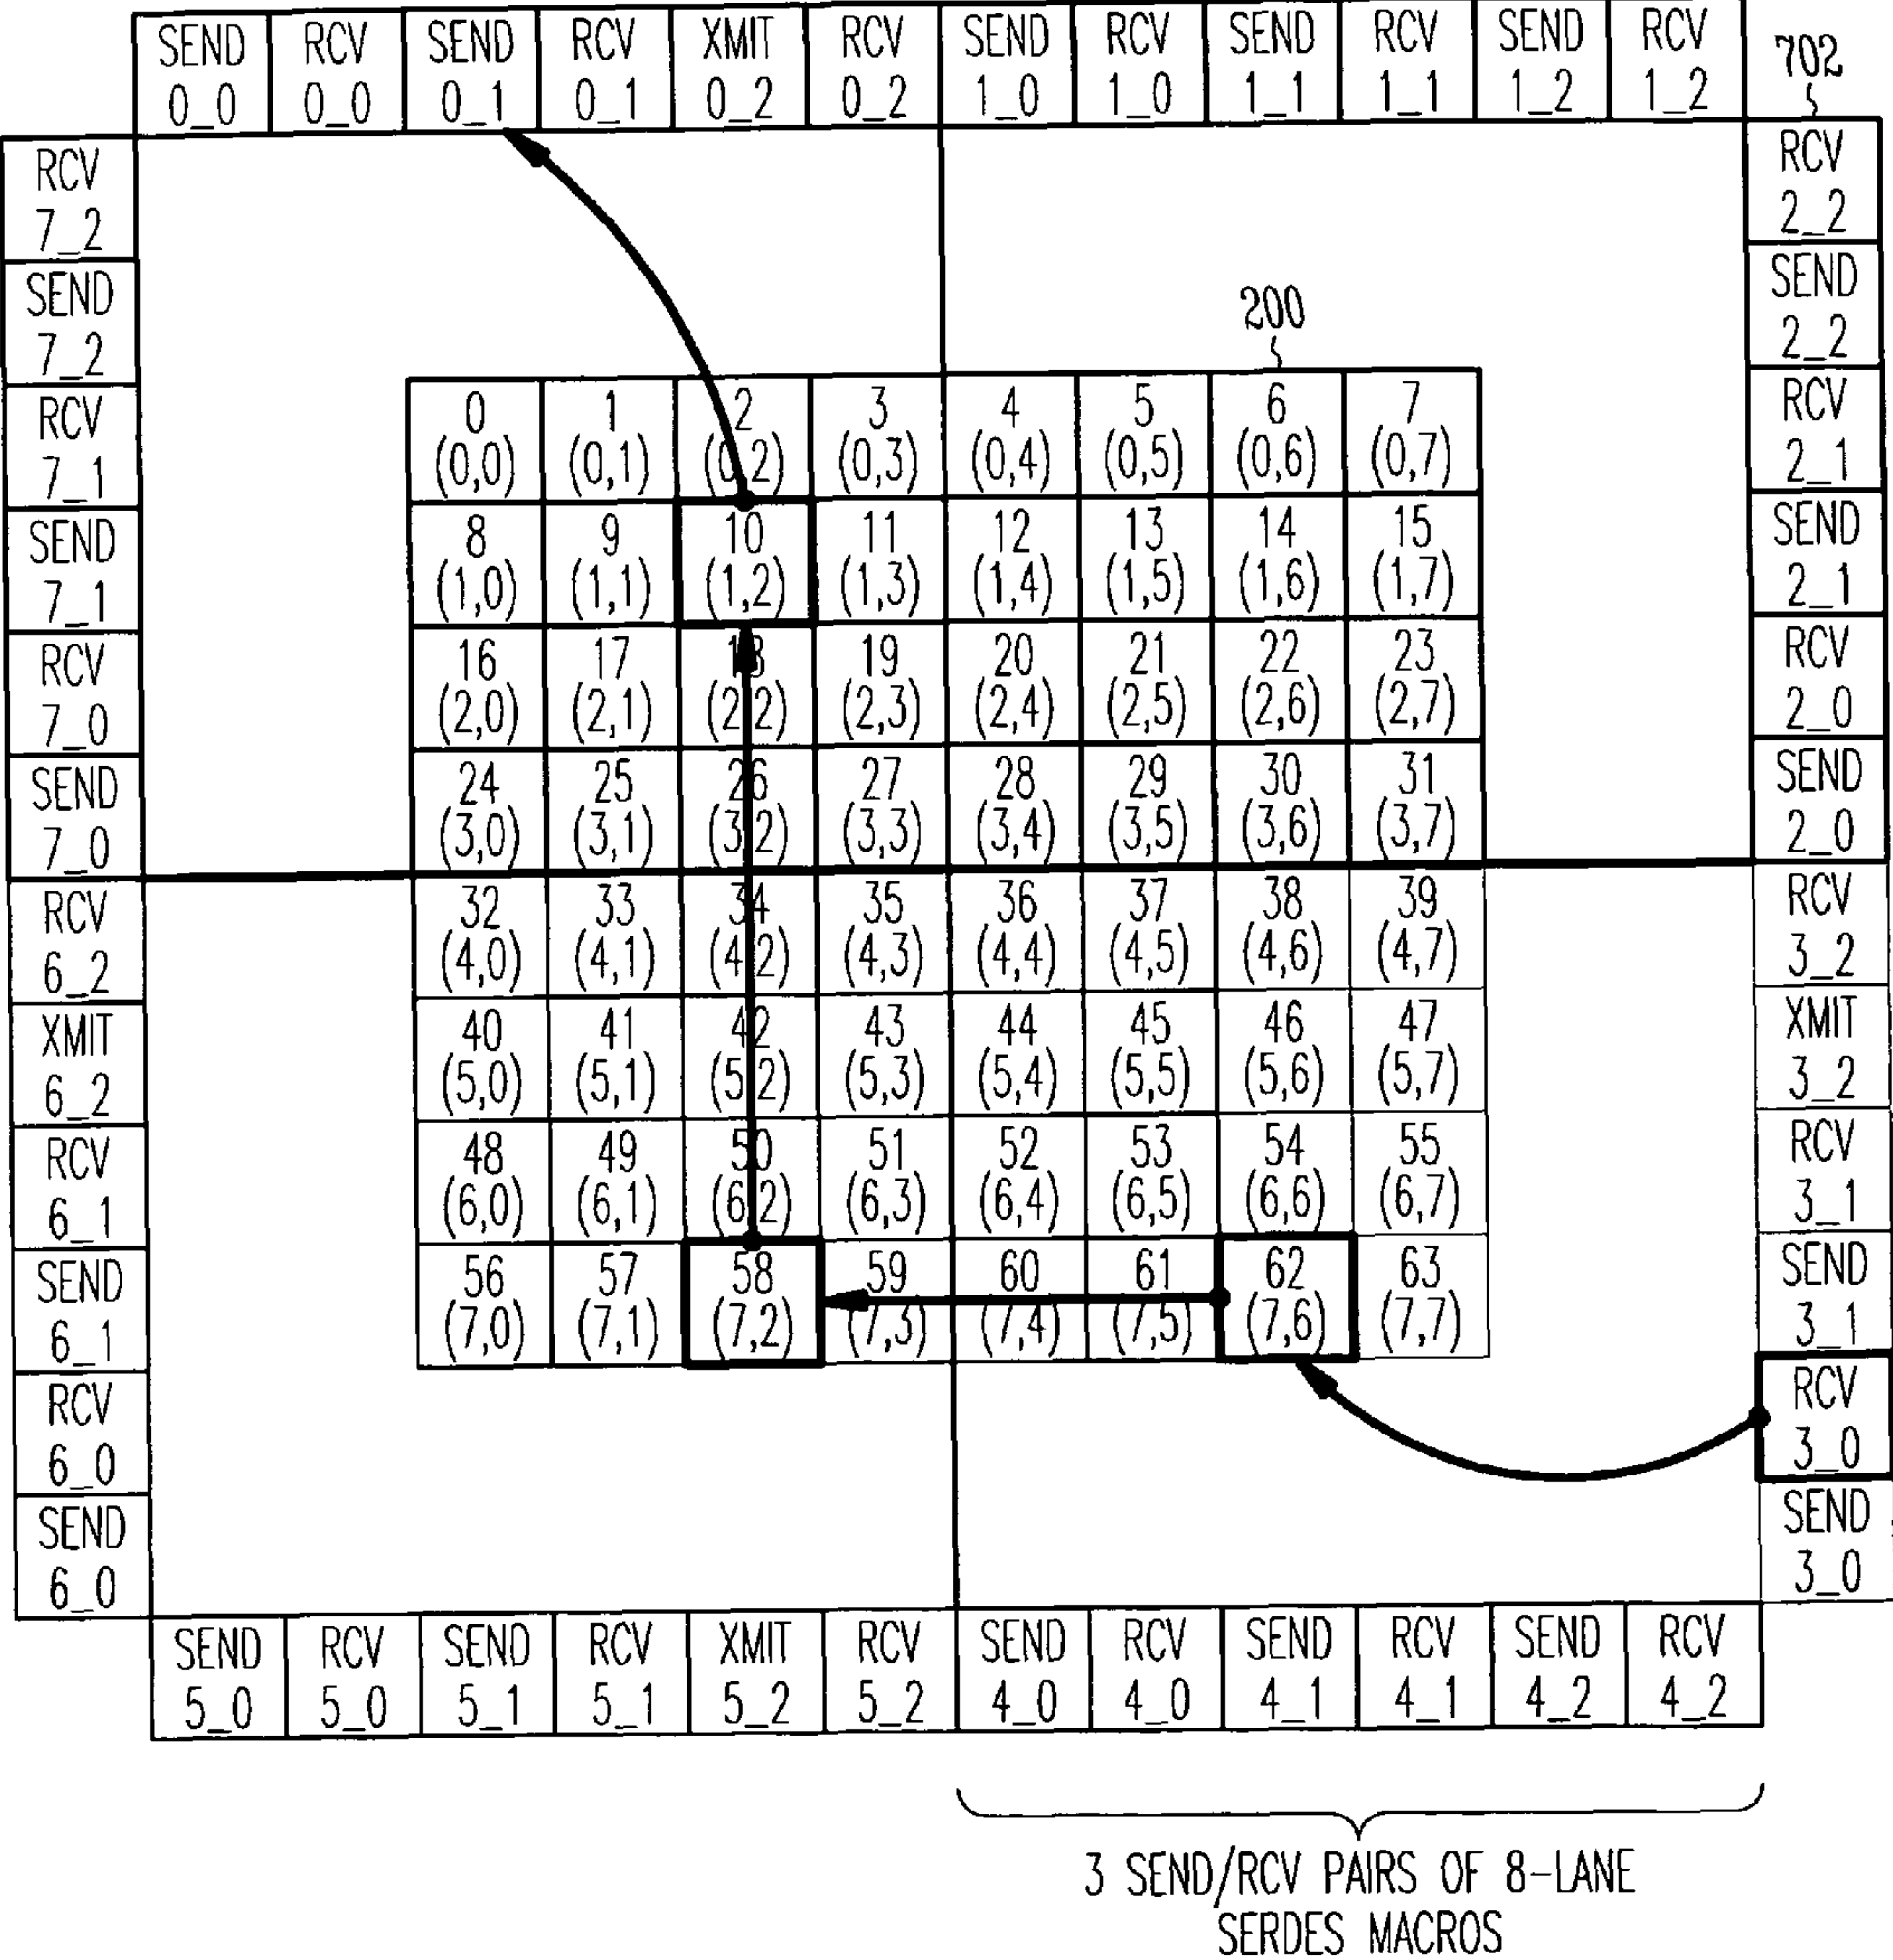 SEND RCV SEND RCV XMIT RCV SEND RCV SEND RCV SEND RCV
0_0 0_0 0_1 0_1 0_2 0_2 1_0 1_0 1_1 1_1 1_2 1_2
702
RCV
7_2
SEND
7_2
RCV
7_1
SEND
7_1
RCV
7_0
SEND
7_0
RCV
6_2
XMIT
6_2
RCV
6_1
SEND
6_1
RCV
6_0
SEND
6_0
200
0 1 2 3 4 5 6 7
(0,0) (0,1) (0,2) (0,3) (0,4) (0,5) (0,6) (0,7)
8 9 10 11 12 13 14 15
(1,0) (1,1) (1,2) (1,3) (1,4) (1,5) (1,6) (1,7)
16 17 18 19 20 21 22 23
(2,0) (2,1) (2,2) (2,3) (2,4) (2,5) (2,6) (2,7)
24 25 26 27 28 29 30 31
(3,0) (3,1) (3,2) (3,3) (3,4) (3,5) (3,6) (3,7)
32 33 34 35 36 37 38 39
(4,0) (4,1) (4,2) (4,3) (4,4) (4,5) (4,6) (4,7)
40 41 42 43 44 45 46 47
(5,0) (5,1) (5,2) (5,3) (5,4) (5,5) (5,6) (5,7)
48 49 50 51 52 53 54 55
(6,0) (6,1) (6,2) (6,3) (6,4) (6,5) (6,6) (6,7)
56 57 58 59 60 61 62 63
(7,0) (7,1) (7,2) (7,3) (7,4) (7,5) (7,6) (7,7)
RCV
2_2
SEND
2_2
RCV
2_1
SEND
2_1
RCV
2_0
SEND
2_0
RCV
3_2
XMIT
3_2
RCV
3_1
SEND
3_1
RCV
3_0
SEND
3_0
SEND RCV SEND RCV XMIT RCV SEND RCV SEND RCV SEND RCV
5_0 5_0 5_1 5_1 5_2 5_2 4_0 4_0 4_1 4_1 4_2 4_2
3 SEND/RCV PAIRS OF 8-LANE
SERDES MACROS